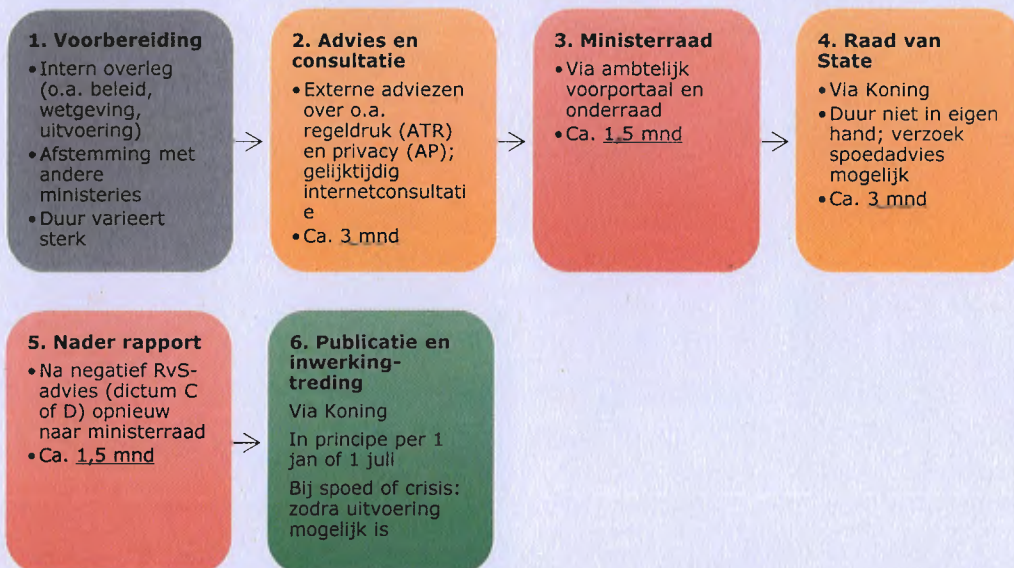 1. Voorbereiding
• Intern overleg
(o.a. beleid,
wetgeving,
uitvoering)
• Afstemming met
andere
ministeries
• Duur varieert
sterk
2. Advies en
consultatie
• Externe adviezen
over o.a.
regeldruk (ATR)
en privacy (AP);
gelijktijdig
internetconsultati
e
• Ca. 3 mnd
3. Ministerraad
• Via ambtelijk
voorportaal en
onderraad
• Ca. 1,5 mnd
4. Raad van
State
• Via Koning
• Duur niet in eigen
hand; verzoek
spoedadvies
mogelijk
• Ca. 3 mnd
5. Nader rapport
• Na negatief RvS-
advies (dictum C
of D) opnieuw
naar ministerraad
• Ca. 1,5 mnd
6. Publicatie en
inwerking-
treding
Via Koning
In principe per 1
jan of 1 juli
Bij spoed of crisis:
zodra uitvoering
mogelijk is